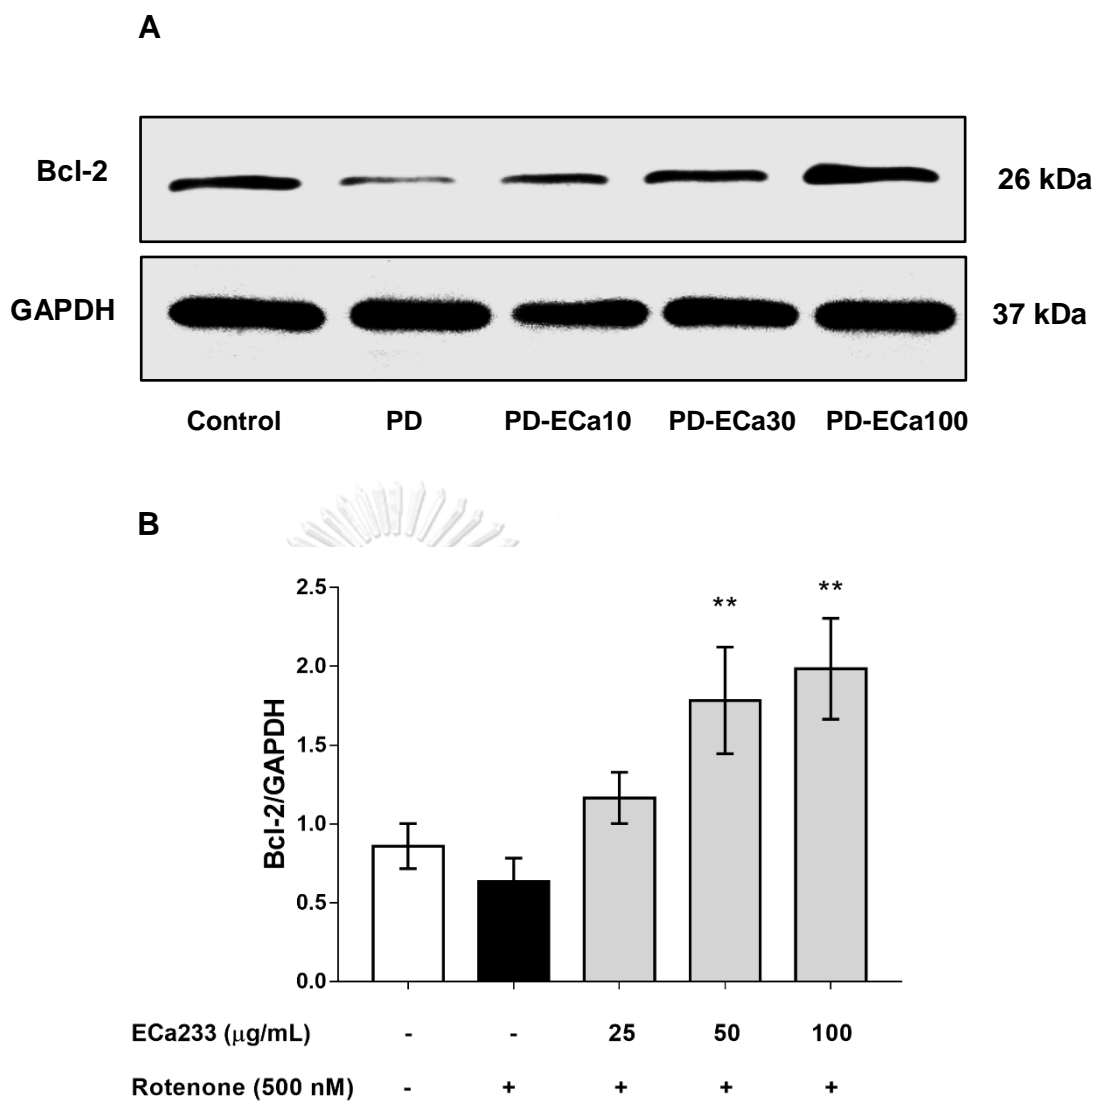 A
Bcl-2
26 kDa
GAPDH
37 kDa
Control PD PD-ECa10 PD-ECa30 PD-ECa100
B
2.5
2.0
1.5
1.0
0.5
0.0
Bcl-2/GAPDH
** **
ECa233 (μg/mL) - - 25 50 100
Rotenone (500 nM) - + + + +